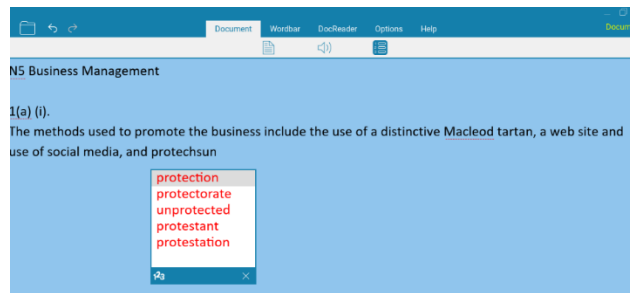 Document Wordbar DocReader Options Help
Docum
N5 Business Management
1(a) (i).
The methods used to promote the business include the use of a distinctive Macleod tartan, a web site and
use of social media, and protechsun
protection
protectorate
unprotected
protestant
protestation